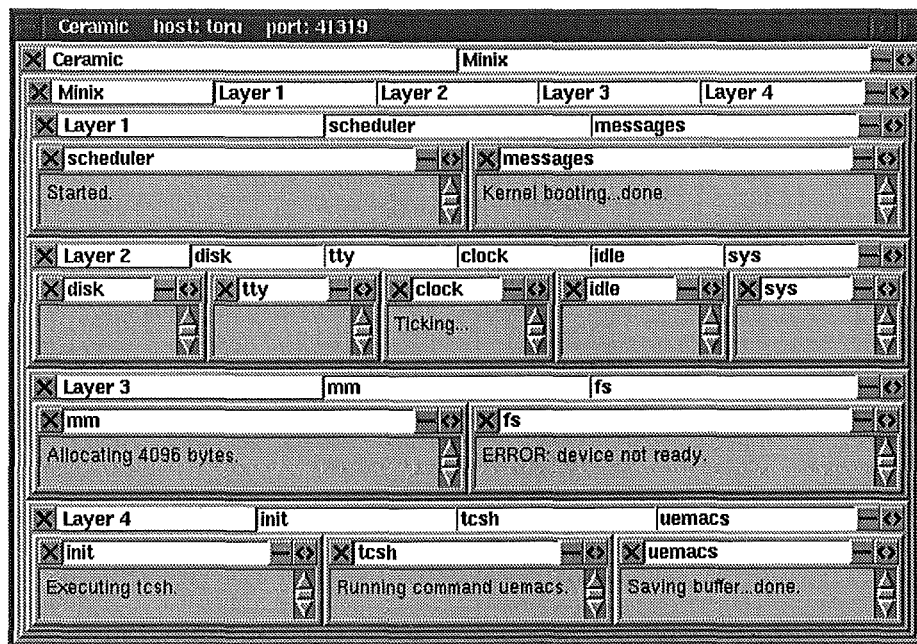 Ceramic host: toru port: 41319
Ceramic Minix
Minix Layer 1 Layer 2 Layer 3 Layer 4
Layer 1 scheduler messages
scheduler messages
Started. Kernel booting...done.
Layer 2 disk tty clock idle sys
disk tty clock idle sys
Ticking...
Layer 3 mm fs
mm fs
Allocating 4096 bytes. ERROR: device not ready.
Layer 4 init tcsh uemacs
init tcsh uemacs
Executing tcsh. Running command uemacs. Saving buffer...done.